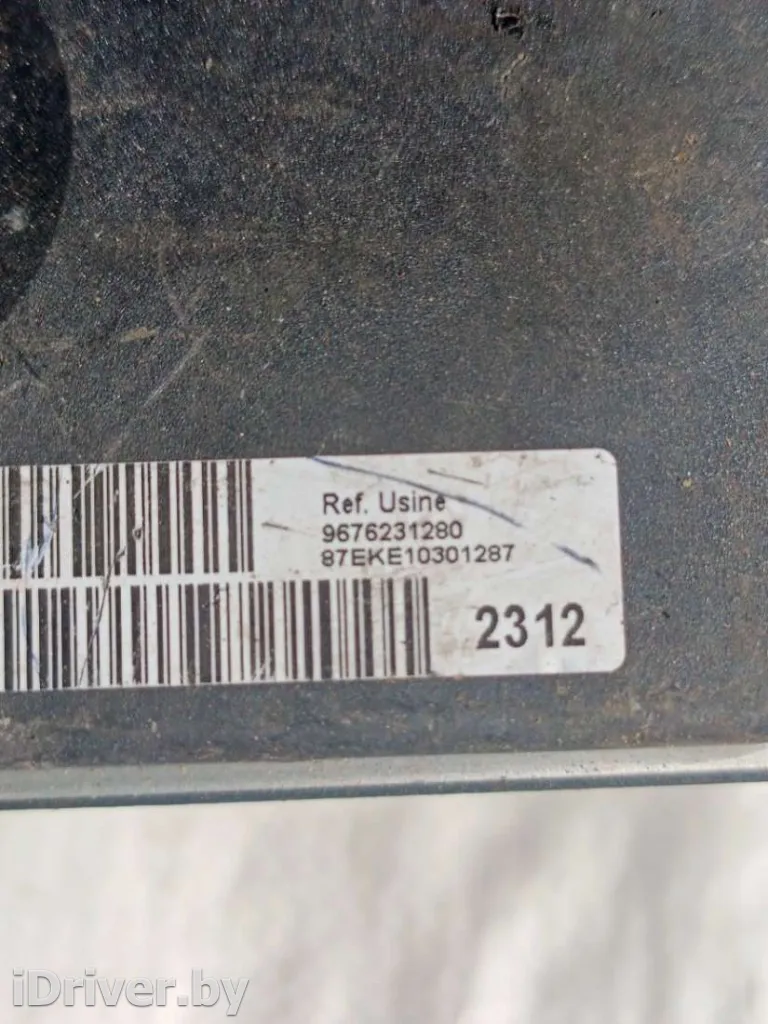 Ref. Usine
9676231280
87EKE10301287
2312
iDriver.by